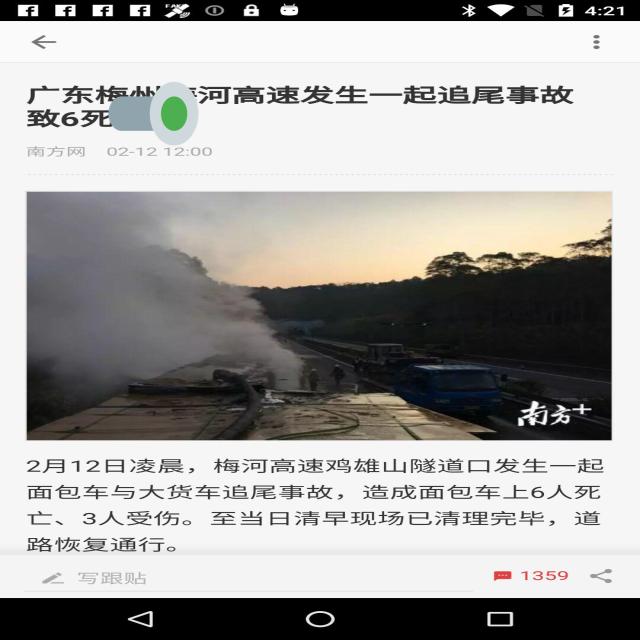 4:21
广东梅州梅河高速发生一起追尾事故
致6死
南方网 02-12 12:00
南方+
2月12日凌晨，梅河高速鸡雄山隧道口发生一起
面包车与大货车追尾事故，造成面包车上6人死
亡、3人受伤。至当日清早现场已清理完毕，道
路恢复通行。
写跟贴 1359